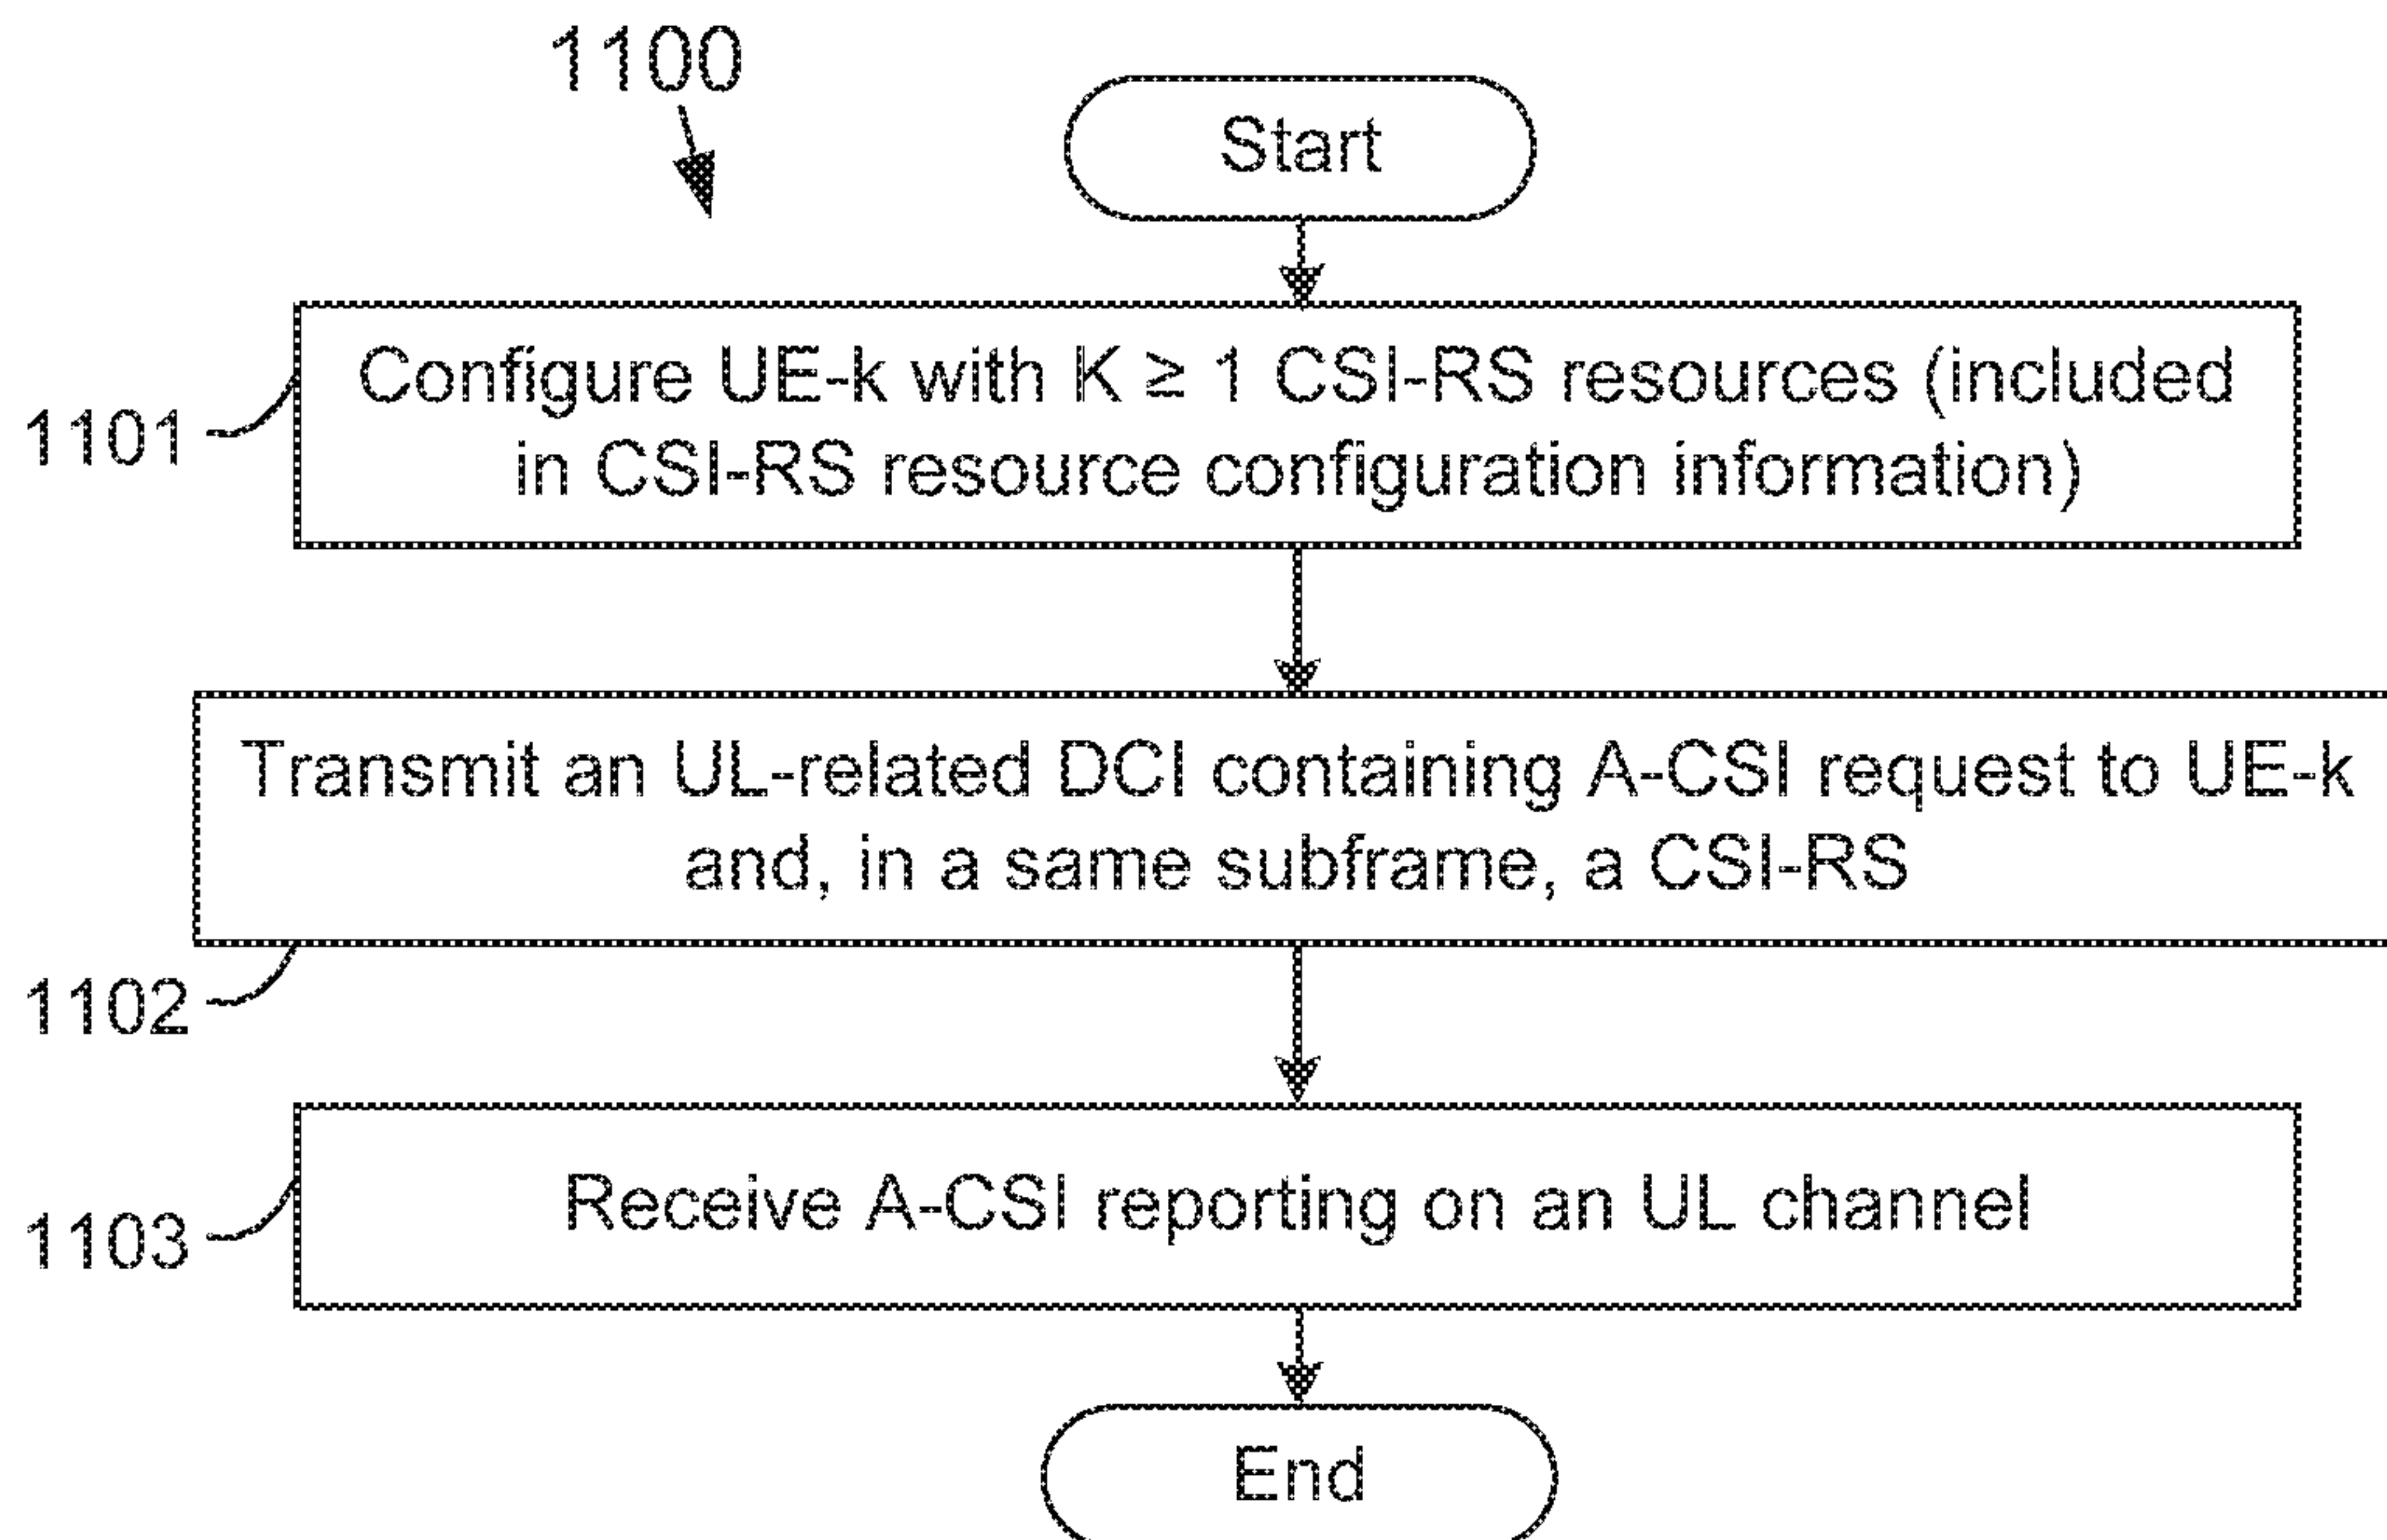 1100
Start
1101
Configure UE-k with K ≥ 1 CSI-RS resources (included
in CSI-RS resource configuration information)
Transmit an UL-related DCI containing A-CSI request to UE-k
and, in a same subframe, a CSI-RS
1102
1103
Receive A-CSI reporting on an UL channel
End